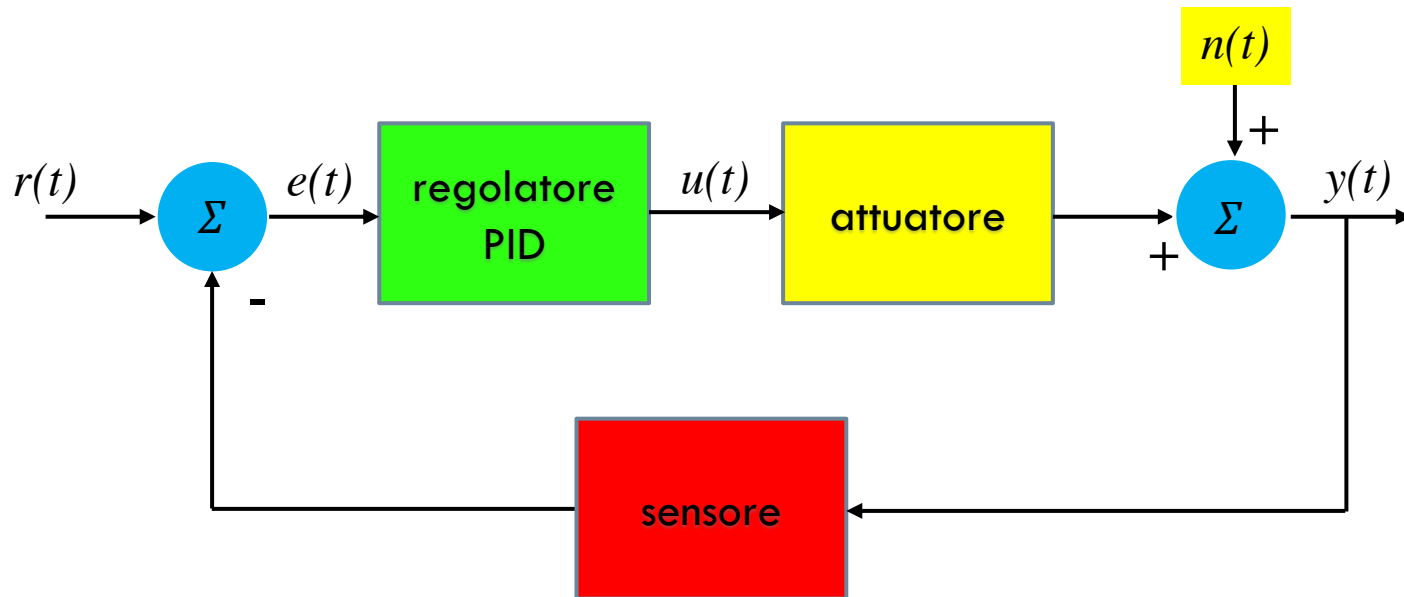 n(t)
+
r(t)
Σ
e(t)
regolatore
PID
u(t)
attuatore
+
Σ
y(t)
-
sensore